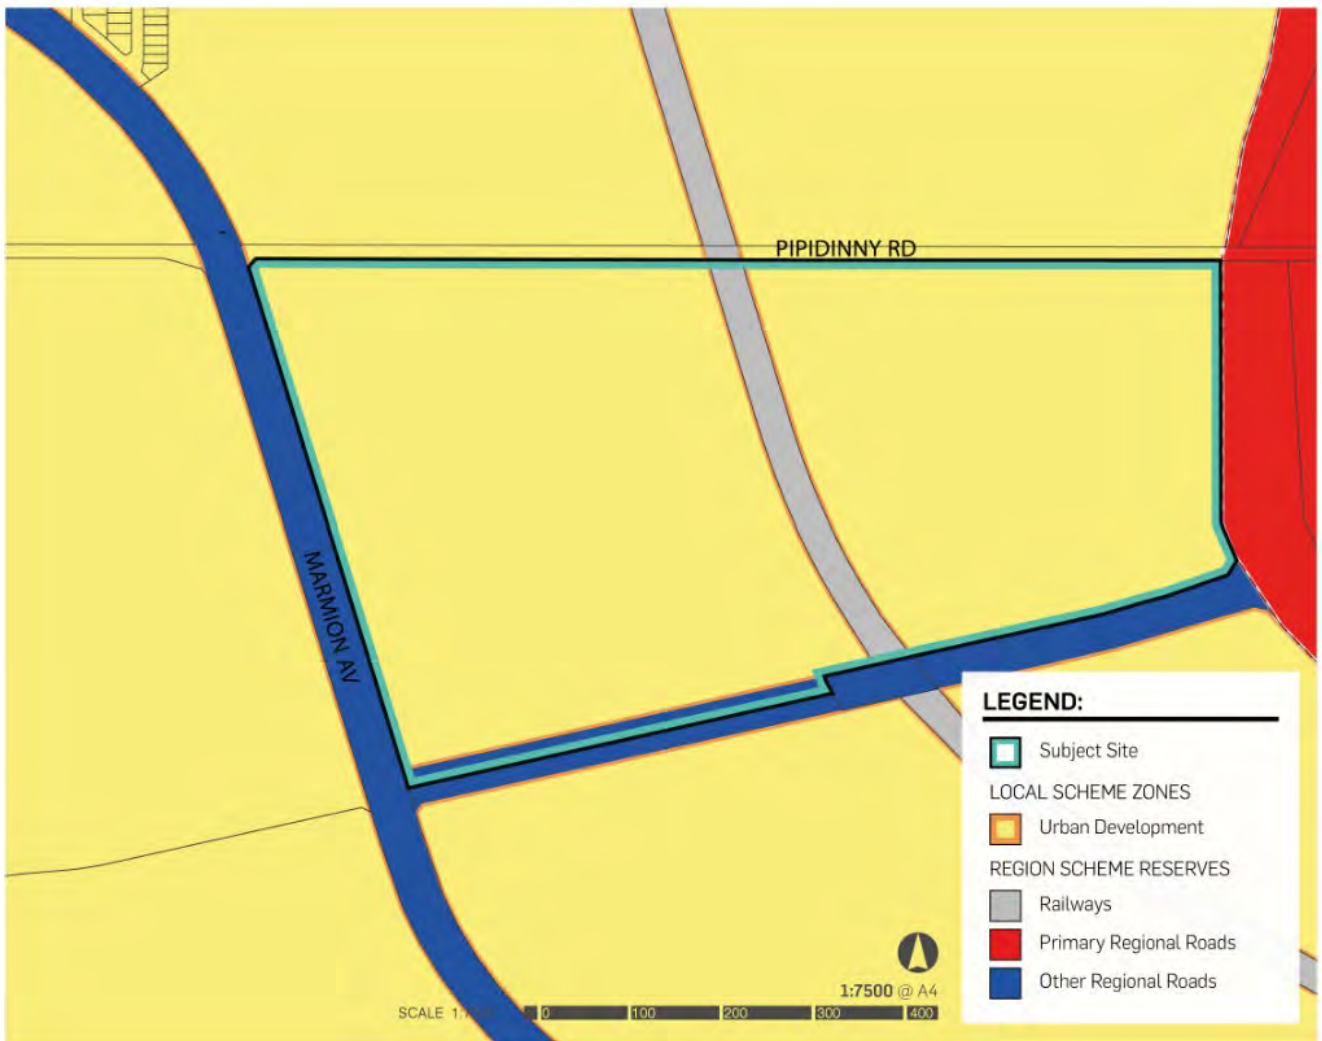 PIPIDINNY RD
MARMION AV
LEGEND:
Subject Site
LOCAL SCHEME ZONES
Urban Development
REGION SCHEME RESERVES
Railways
Primary Regional Roads
Other Regional Roads
1:7500 @ A4
SCALE 1:
0 100 200 300 400